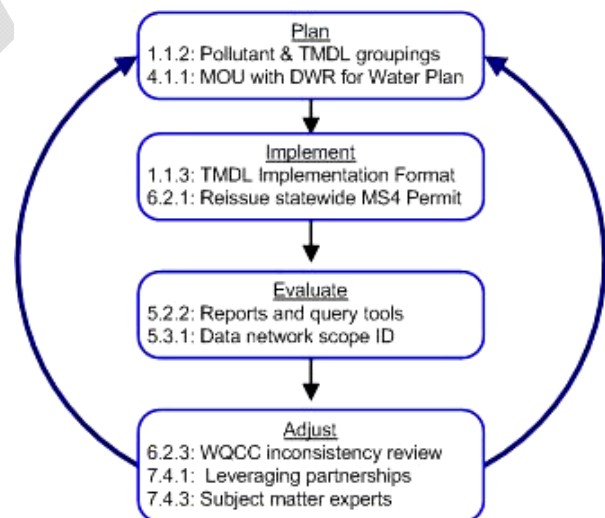 Plan
1.1.2: Pollutant & TMDL groupings
4.1.1: MOU with DWR for Water Plan
Implement
1.1.3: TMDL Implementation Format
6.2.1: Reissue statewide MS4 Permit
Evaluate
5.2.2: Reports and query tools
5.3.1: Data network scope ID
Adjust
6.2.3: WQCC inconsistency review
7.4.1: Leveraging partnerships
7.4.3: Subject matter experts